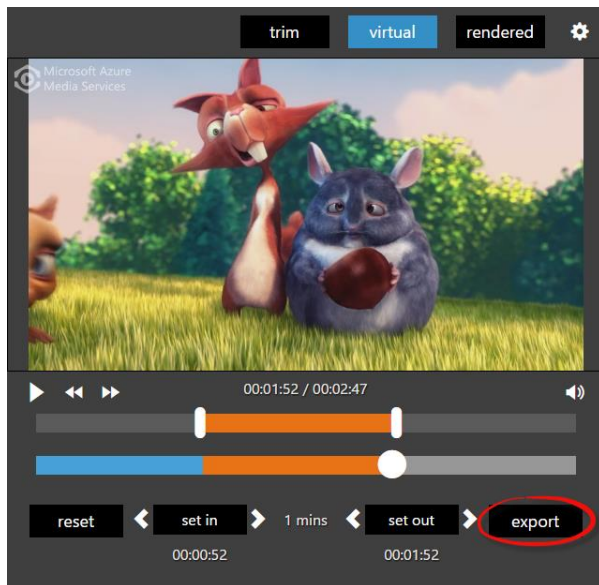 trim virtual rendered
Microsoft Azure
Media Services
00:01:52 / 00:02:47
reset set in 1 mins set out export
00:00:52 00:01:52